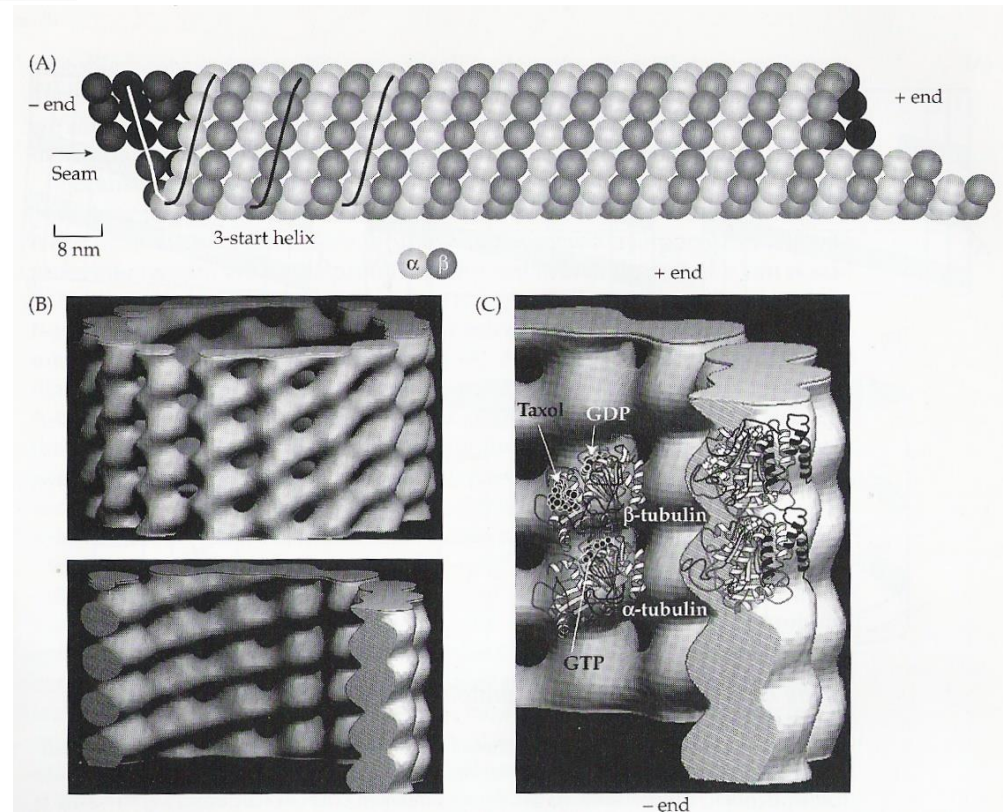 (A)
– end
+ end
Seam
8 nm
3-start helix
α β
+ end
(B)
(C)
Taxol
GDP
β-tubulin
α-tubulin
GTP
– end